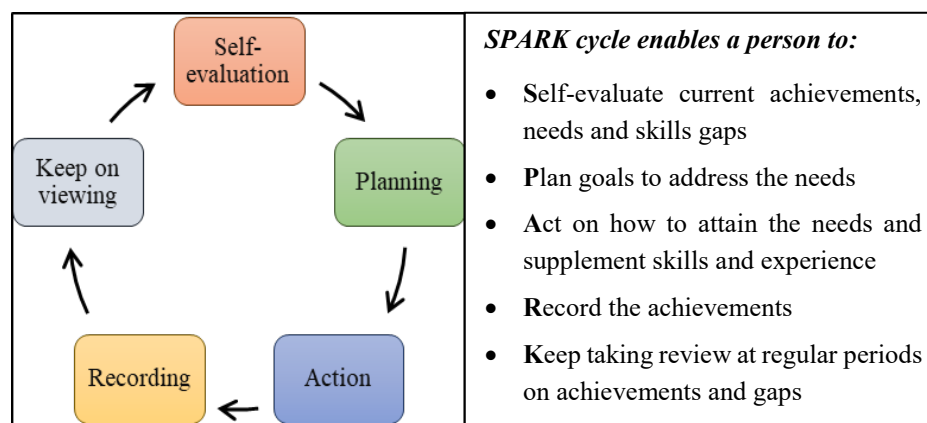 Self-
evaluation
Planning
Action
Recording
Keep on
viewing
SPARK cycle enables a person to:
• Self-evaluate current achievements,
needs and skills gaps
• Plan goals to address the needs
• Act on how to attain the needs and
supplement skills and experience
• Record the achievements
• Keep taking review at regular periods
on achievements and gaps